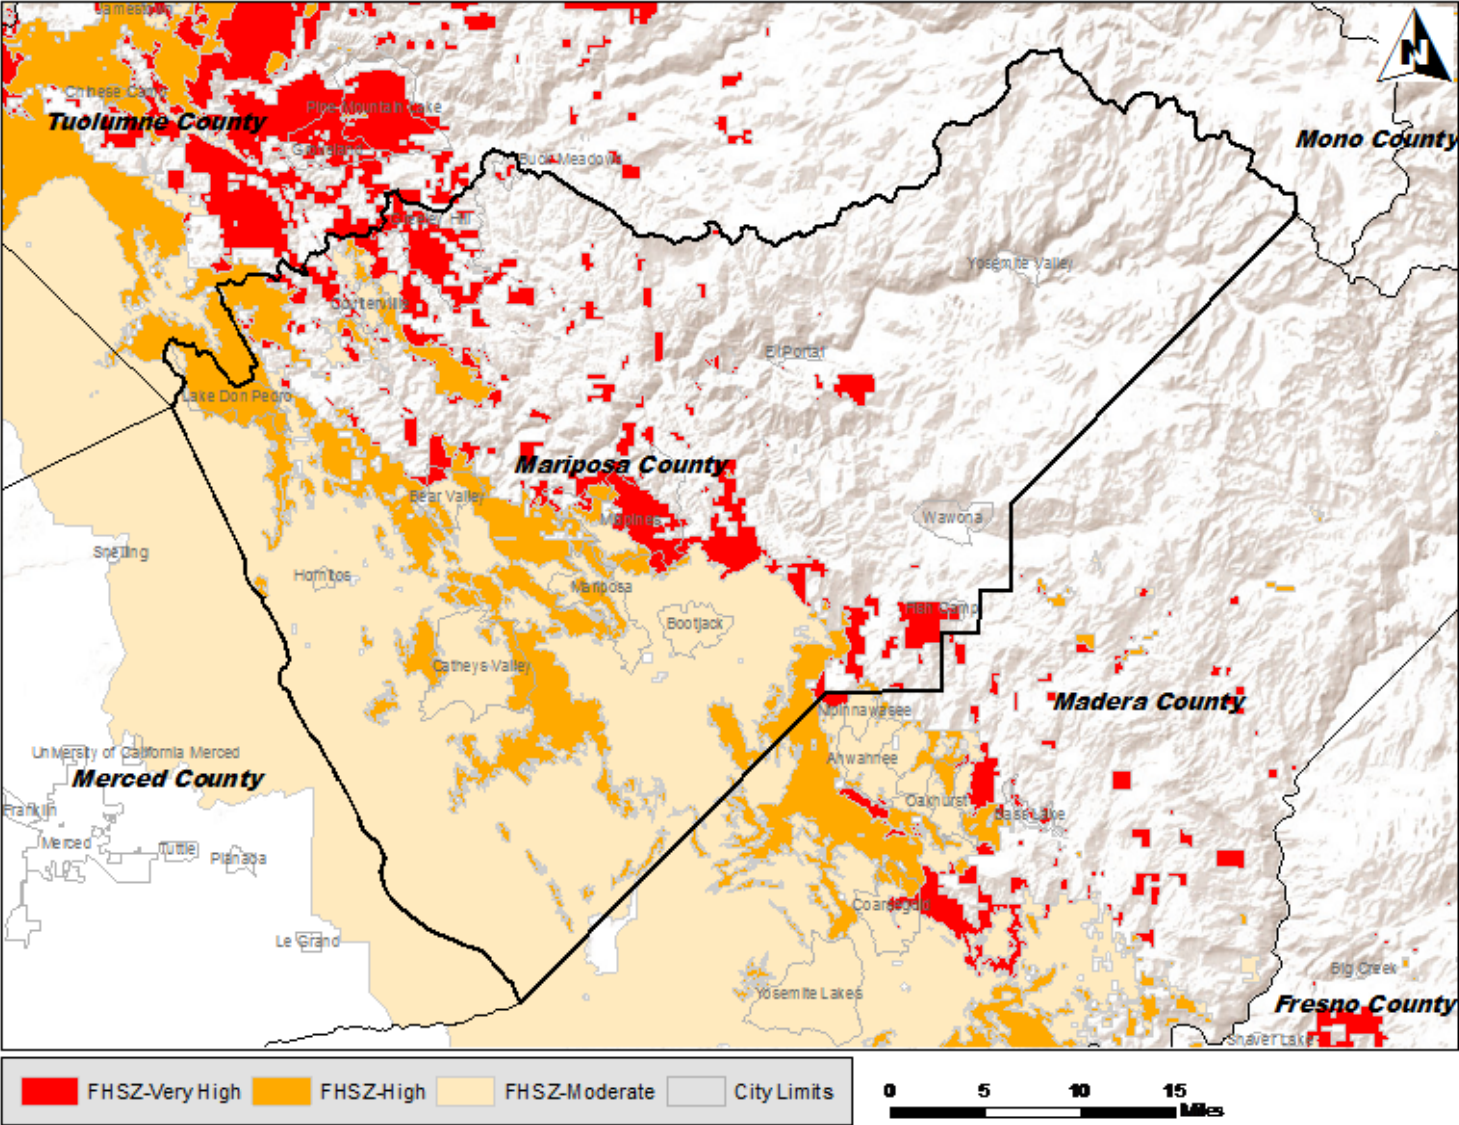 Jamestown
N
Chinese Camp
Pine Mountain Lake
Tuolumne County
Mono County
Groveland
Buck Meadows
Greeley Hill
Yosemite Valley
Coulterville
El Portal
Lake Don Pedro
Mariposa County
Bear Valley
Midpines
Wawona
Snelling
Hornitos
Mariposa
Fish Camp
Bootjack
Catheys Valley
Madera County
Nipinnawasee
University of California Merced
Ahwahnee
Merced County
Oakhurst
Franklin
Bass Lake
Merced
Tuttle
Planada
Coarsegold
Le Grand
Big Creek
Yosemite Lakes
Fresno County
Shaver Lake
FHSZ-Very High
FHSZ-High
FHSZ-Moderate
City Limits
0 5 10 15
Miles